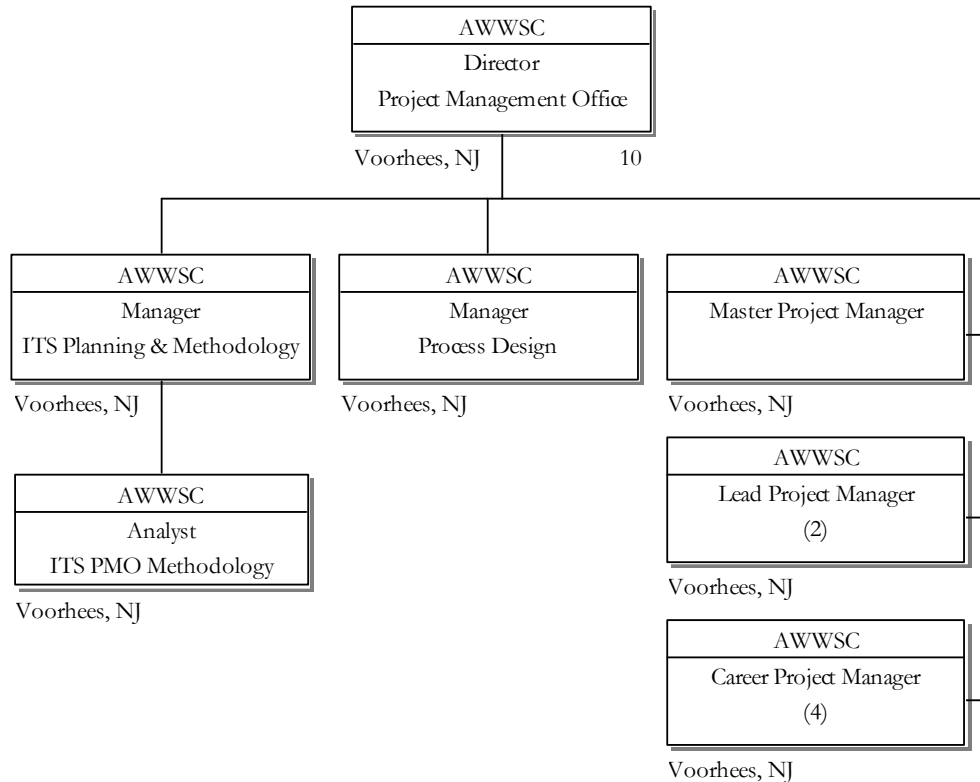 AWWSC
Director
Project Management Office
Voorhees, NJ 10
AWWSC
Manager
ITS Planning & Methodology
Voorhees, NJ
AWWSC
Manager
Process Design
Voorhees, NJ
AWWSC
Master Project Manager
Voorhees, NJ
AWWSC
Analyst
ITS PMO Methodology
Voorhees, NJ
AWWSC
Lead Project Manager
(2)
Voorhees, NJ
AWWSC
Career Project Manager
(4)
Voorhees, NJ